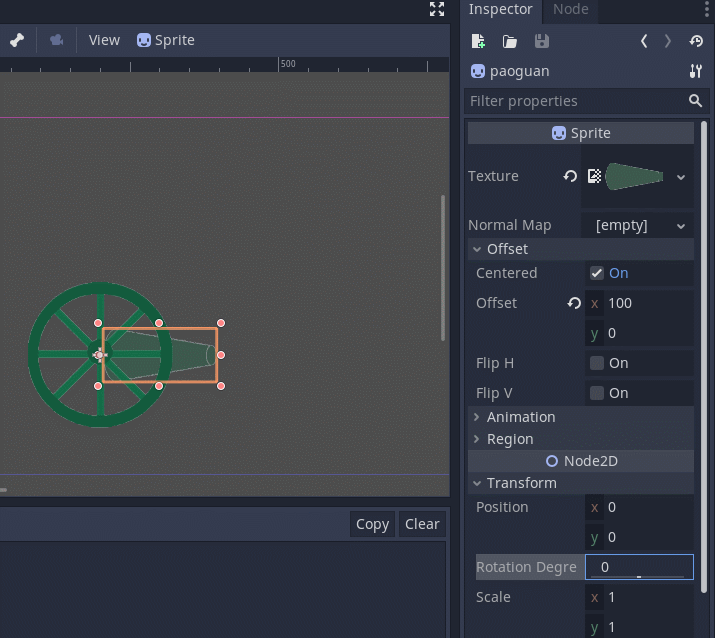 Inspector Node
View Sprite
500
paoguan
Filter properties
Sprite
Texture
Normal Map [empty]
Offset
Centered On
Offset x 100
y 0
Flip H On
Flip V On
Animation
Region
Node2D
Transform
Position x 0
y 0
Copy Clear
Rotation Degre 0
Scale x 1
y 1